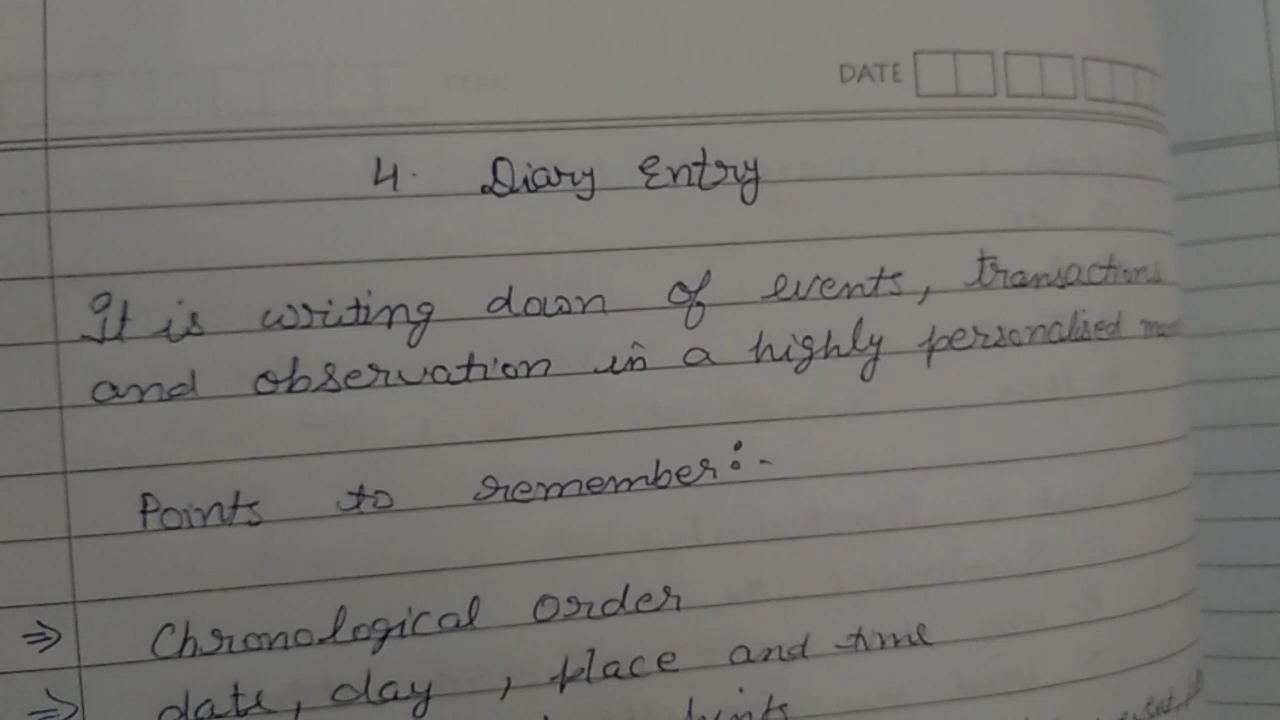 DATE
4. Diary Entry
It is writing down of events, transactions
and observation in a highly personalised
Points to remember:-
⇒ Chronological order
⇒ date, day , place and time
hints